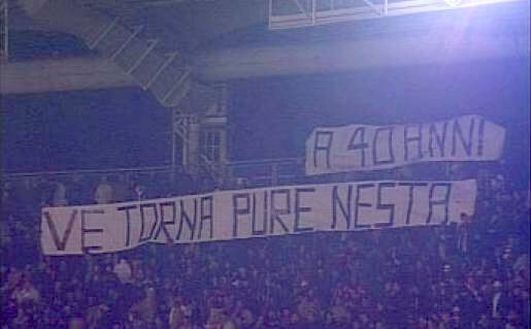 A 40 ANNI
VE TORNA PURE NESTA